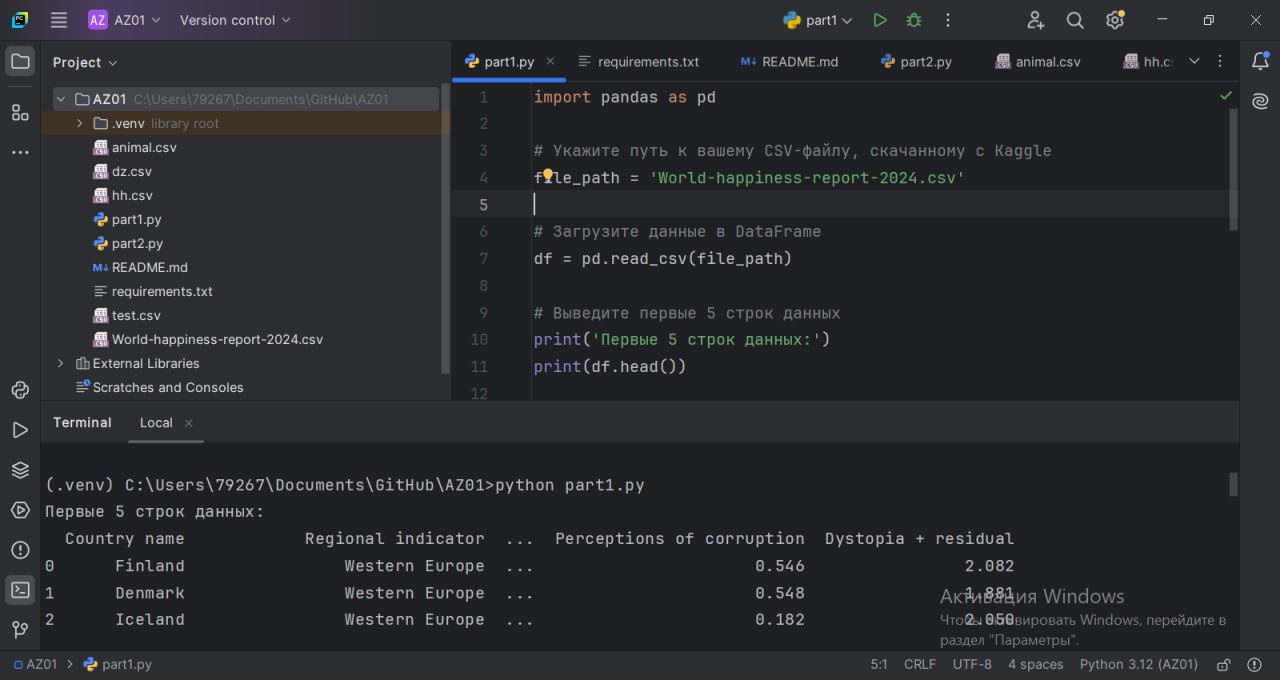 AZ AZ01 Version control part1
Project
part1.py requirements.txt README.md part2.py animal.csv hh.c
AZ01 C:\Users\79267\Documents\GitHub\AZ01
.venv library root
animal.csv
dz.csv
hh.csv
part1.py
part2.py
README.md
requirements.txt
test.csv
World-happiness-report-2024.csv
External Libraries
Scratches and Consoles
1 import pandas as pd
2
3 # Укажите путь к вашему CSV-файлу, скачанному с Kaggle
4 file_path = 'World-happiness-report-2024.csv'
5
6 # Загрузите данные в DataFrame
7 df = pd.read_csv(file_path)
8
9 # Выведите первые 5 строк данных
10 print('Первые 5 строк данных:')
11 print(df.head())
12
Terminal Local
(.venv) C:\Users\79267\Documents\GitHub\AZ01>python part1.py
Первые 5 строк данных:
Country name Regional indicator ... Perceptions of corruption Dystopia + residual
0 Finland Western Europe ... 0.546 2.082
1 Denmark Western Europe ... 0.548 1.881
2 Iceland Western Europe ... 0.182 2.050
Активация Windows
Чтобы активировать Windows, перейдите в
раздел "Параметры".
AZ01 part1.py 5:1 CRLF UTF-8 4 spaces Python 3.12 (AZ01)